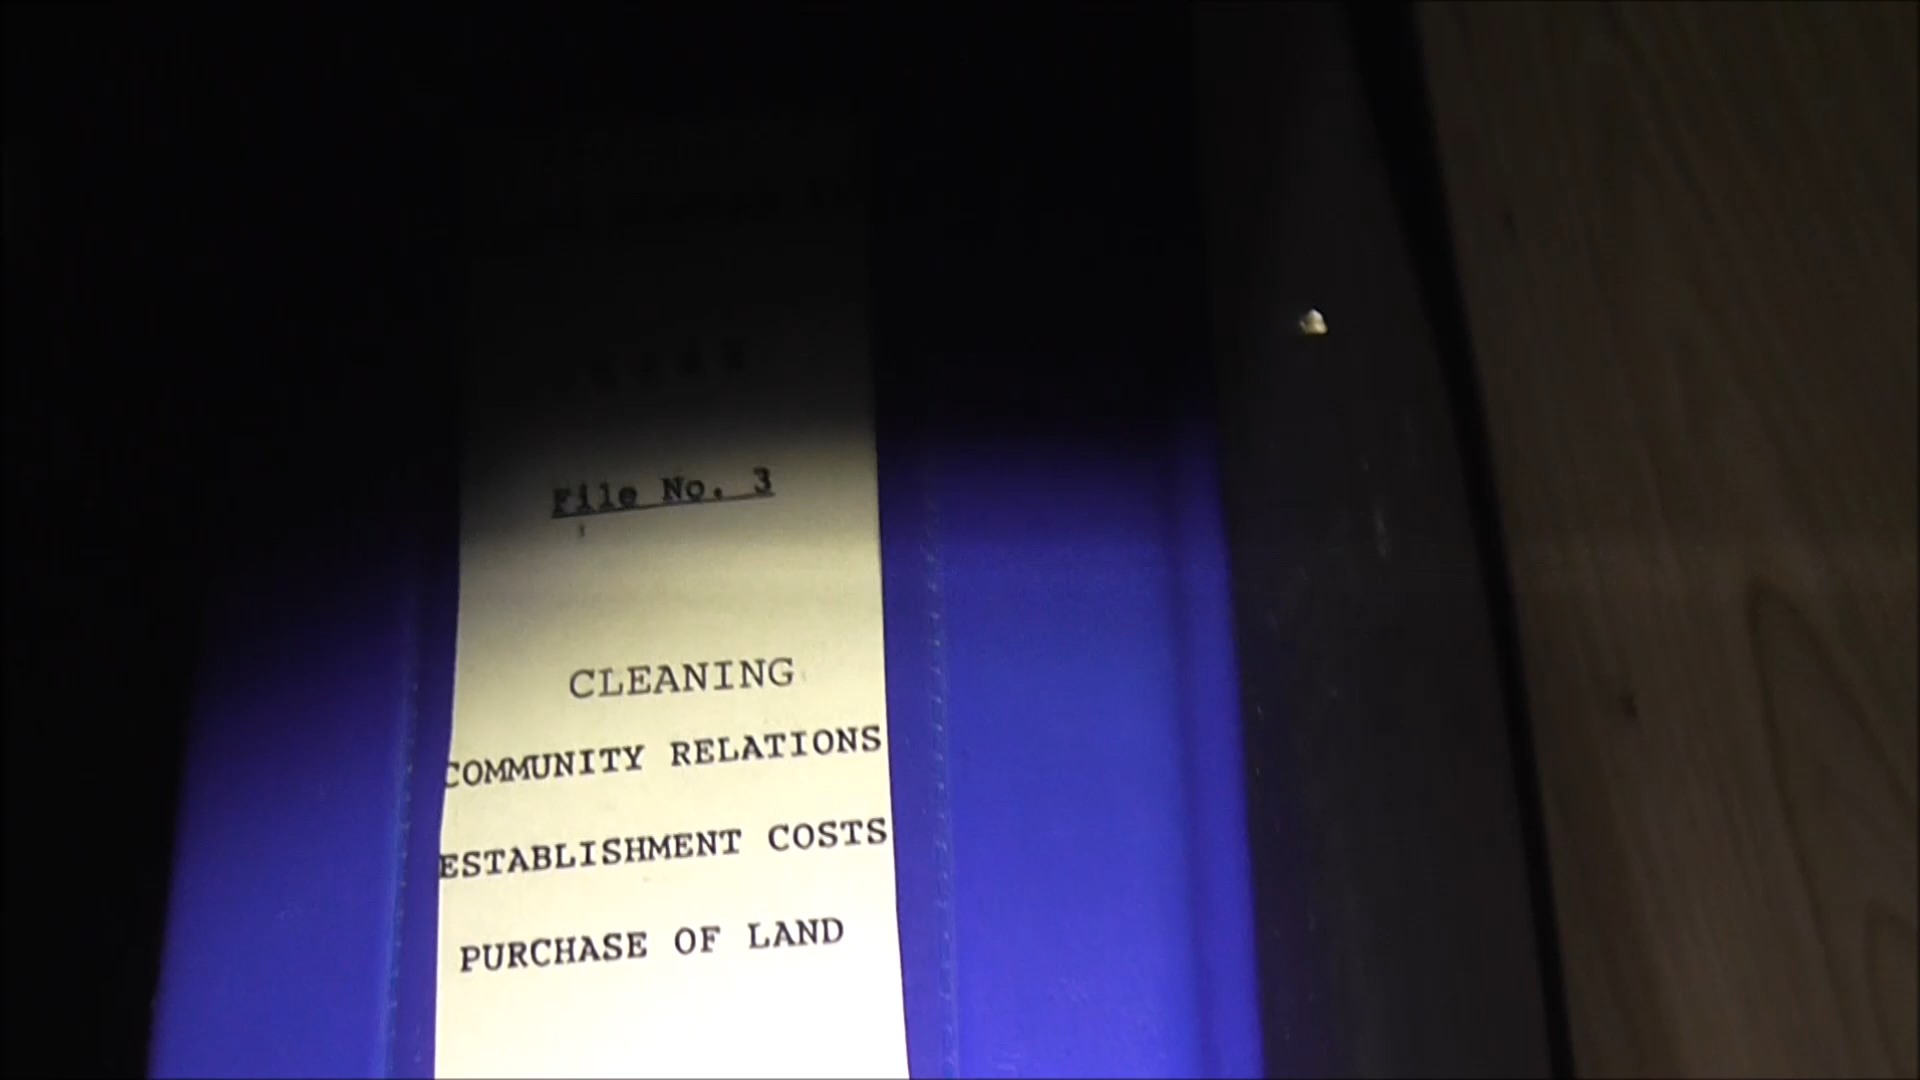 File No. 3
CLEANING
COMMUNITY RELATIONS
ESTABLISHMENT COSTS
PURCHASE OF LAND